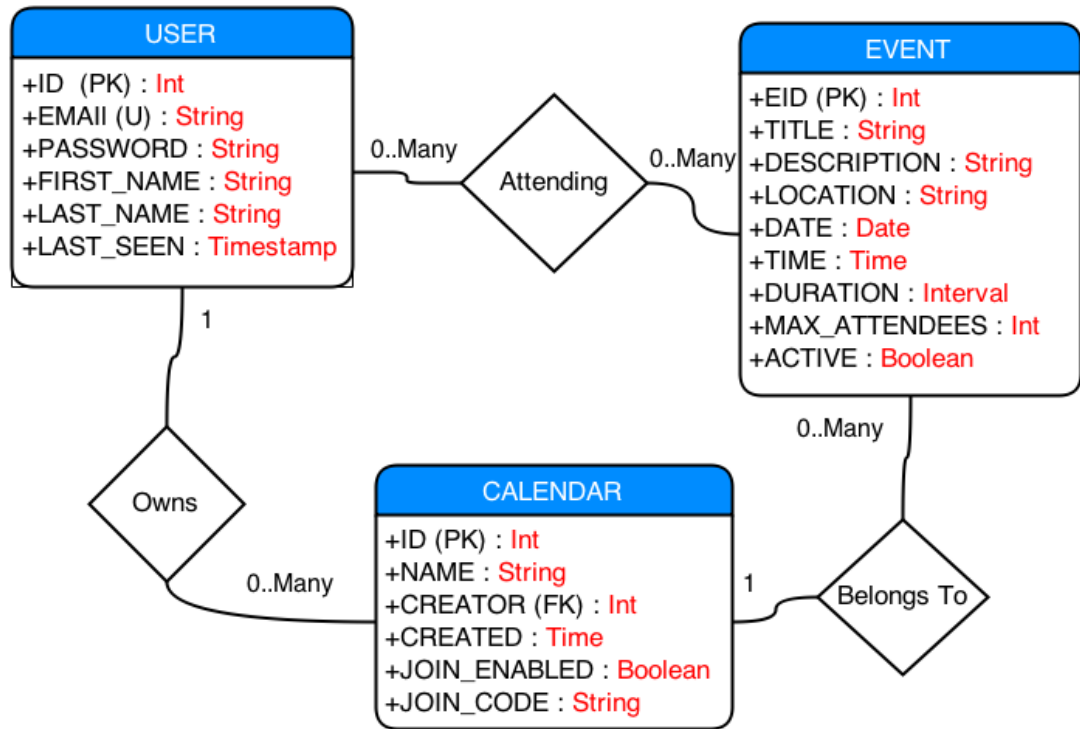 USER
+ID (PK) : Int
+EMAIl (U) : String
+PASSWORD : String
+FIRST_NAME : String
+LAST_NAME : String
+LAST_SEEN : Timestamp
0..Many
Attending
0..Many
EVENT
+EID (PK) : Int
+TITLE : String
+DESCRIPTION : String
+LOCATION : String
+DATE : Date
+TIME : Time
+DURATION : Interval
+MAX_ATTENDEES : Int
+ACTIVE : Boolean
1
Owns
0..Many
CALENDAR
+ID (PK) : Int
+NAME : String
+CREATOR (FK) : Int
+CREATED : Time
+JOIN_ENABLED : Boolean
+JOIN_CODE : String
1
Belongs To
0..Many